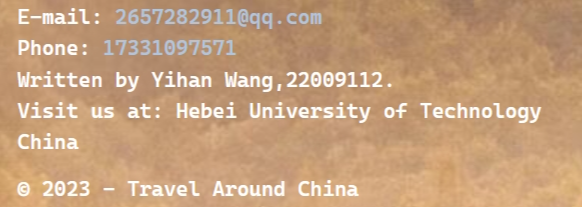 E-mail: 2657282911@qq.com
Phone: 17331097571
Written by Yihan Wang,22009112.
Visit us at: Hebei University of Technology
China
© 2023 - Travel Around China